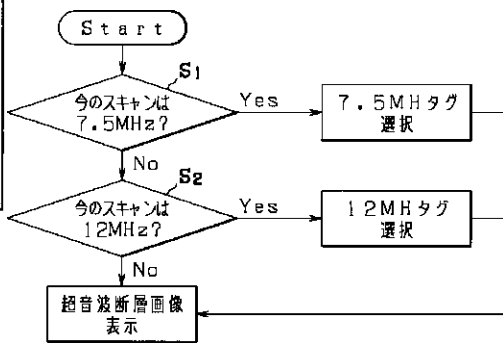 Start
S1
今のスキャンは
7.5MHz?
Yes
7.5MHタグ
選択
No
S2
今のスキャンは
12MHz?
Yes
12MHタグ
選択
No
超音波断層画像
表示